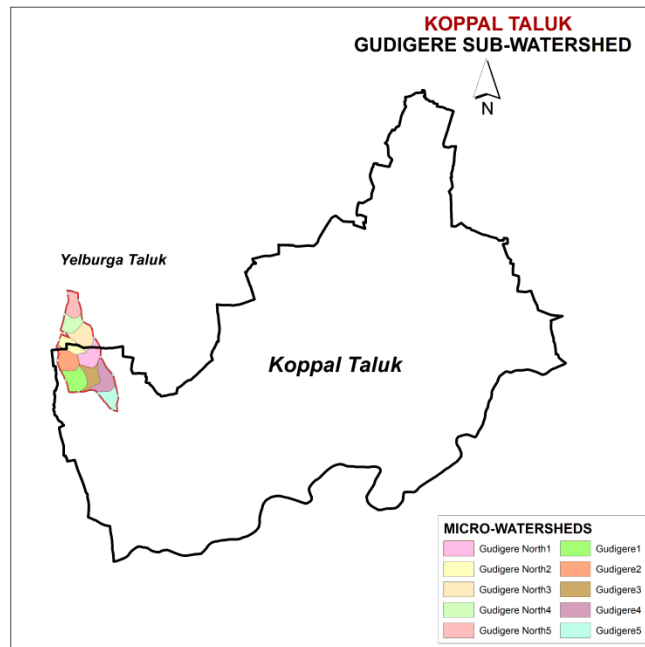 KOPPAL TALUK
GUDIGERE SUB-WATERSHED
N
Yelburga Taluk
Koppal Taluk
MICRO-WATERSHEDS
Gudigere North1
Gudigere1
Gudigere North2
Gudigere2
Gudigere North3
Gudigere3
Gudigere North4
Gudigere4
Gudigere North5
Gudigere5